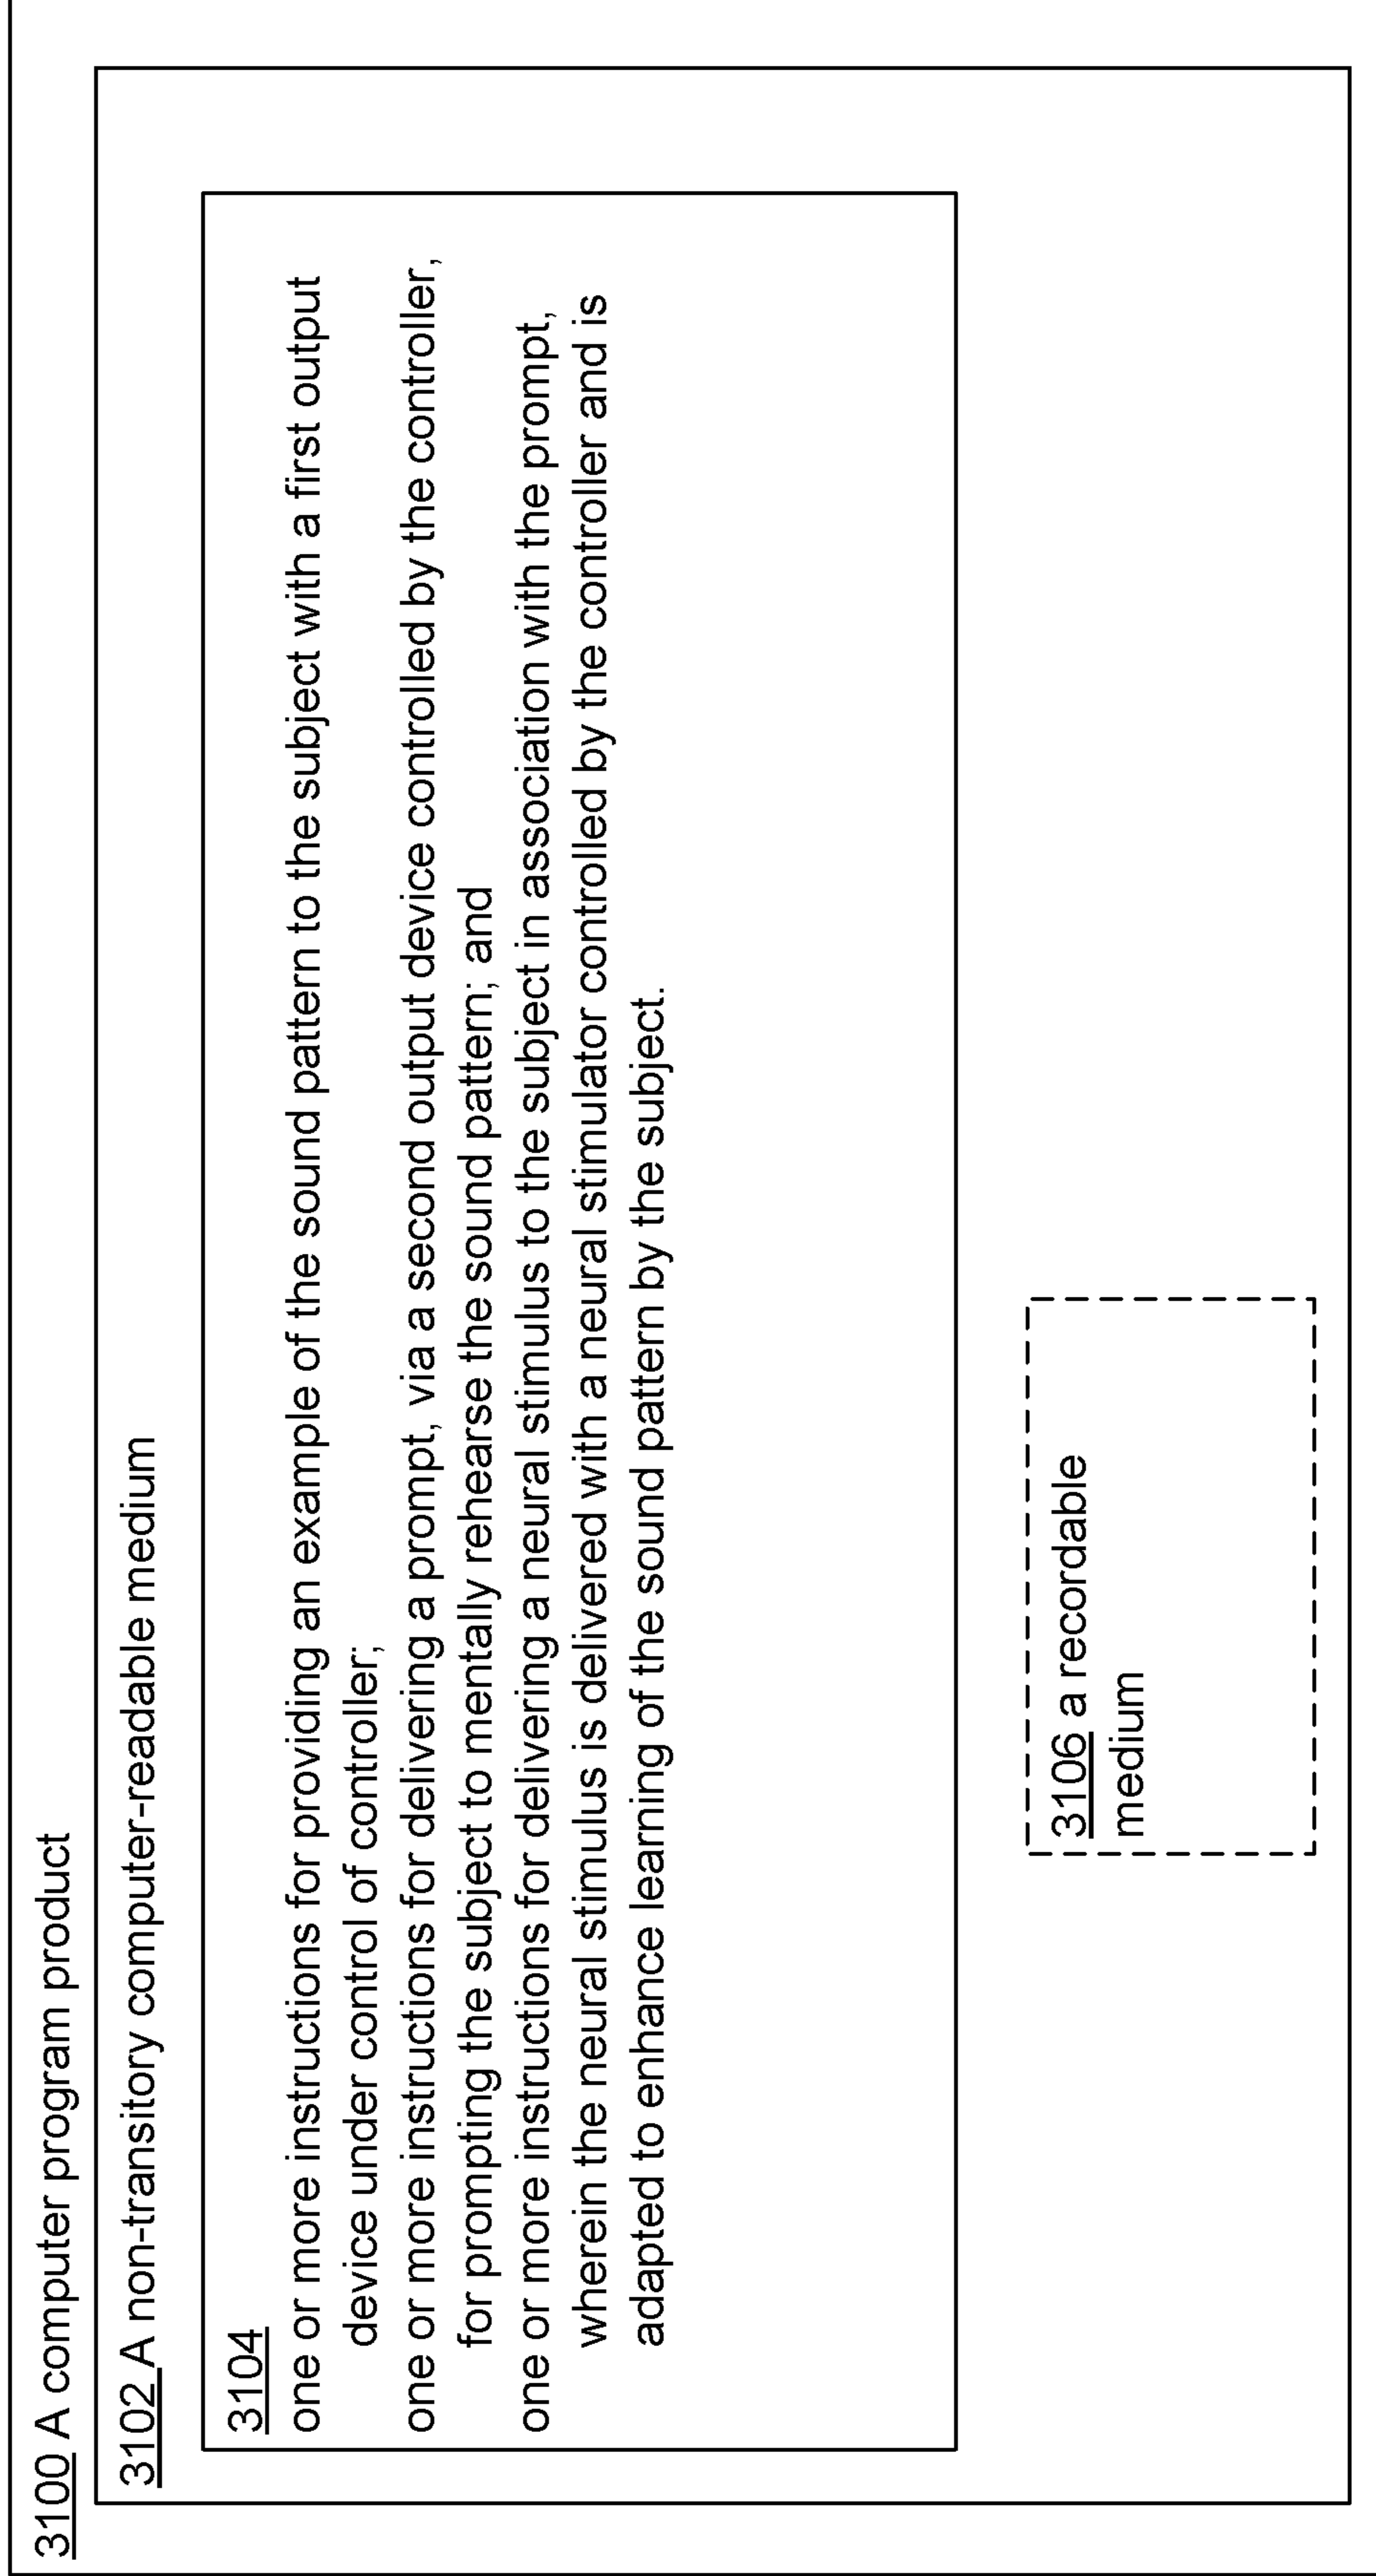 3100 A computer program product
3102 A non-transitory computer-readable medium
3104
one or more instructions for providing an example of the sound pattern to the subject with a first output
device under control of controller;
one or more instructions for delivering a prompt, via a second output device controlled by the controller,
for prompting the subject to mentally rehearse the sound pattern; and
one or more instructions for delivering a neural stimulus to the subject in association with the prompt,
wherein the neural stimulus is delivered with a neural stimulator controlled by the controller and is
adapted to enhance learning of the sound pattern by the subject.
3106 a recordable
medium